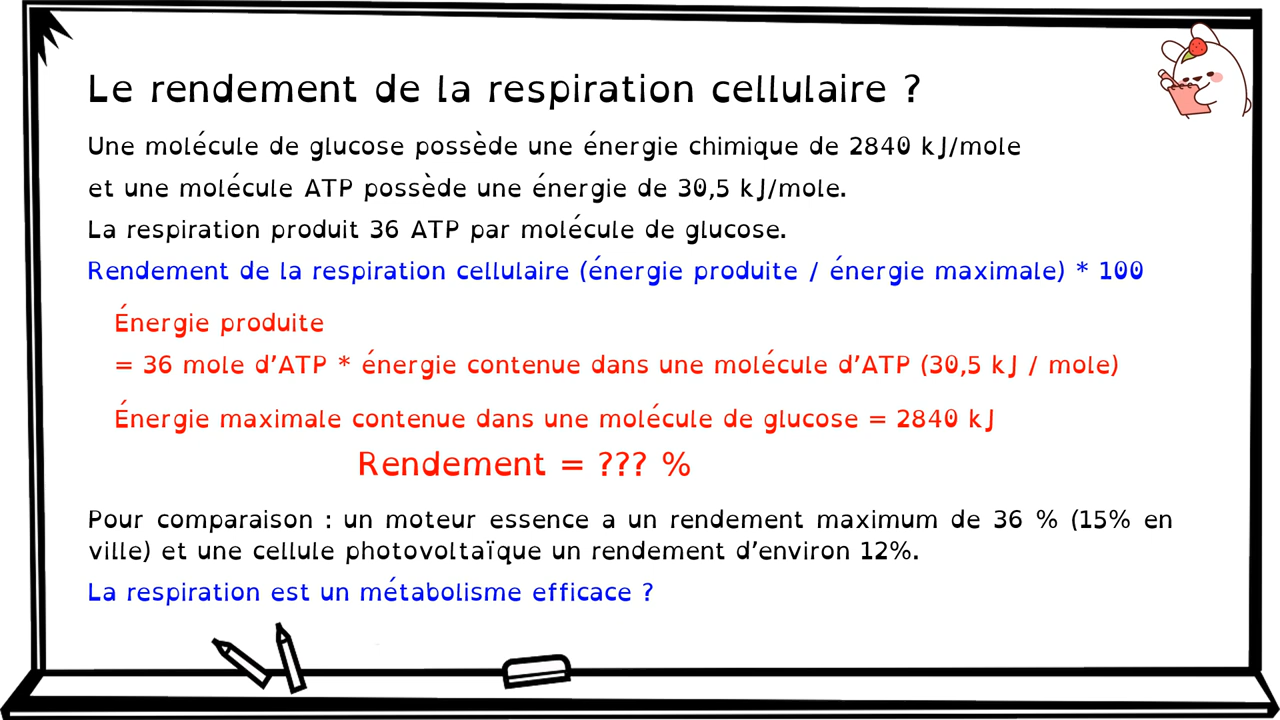 Le rendement de la respiration cellulaire ?
Une molécule de glucose possède une énergie chimique de 2840 kJ/mole
et une molécule ATP possède une énergie de 30,5 kJ/mole.
La respiration produit 36 ATP par molécule de glucose.
Rendement de la respiration cellulaire (énergie produite / énergie maximale) * 100
Énergie produite
= 36 mole d’ATP * énergie contenue dans une molécule d’ATP (30,5 kJ / mole)
Énergie maximale contenue dans une molécule de glucose = 2840 kJ
Rendement = ??? %
Pour comparaison : un moteur essence a un rendement maximum de 36 % (15% en
ville) et une cellule photovoltaïque un rendement d’environ 12%.
La respiration est un métabolisme efficace ?